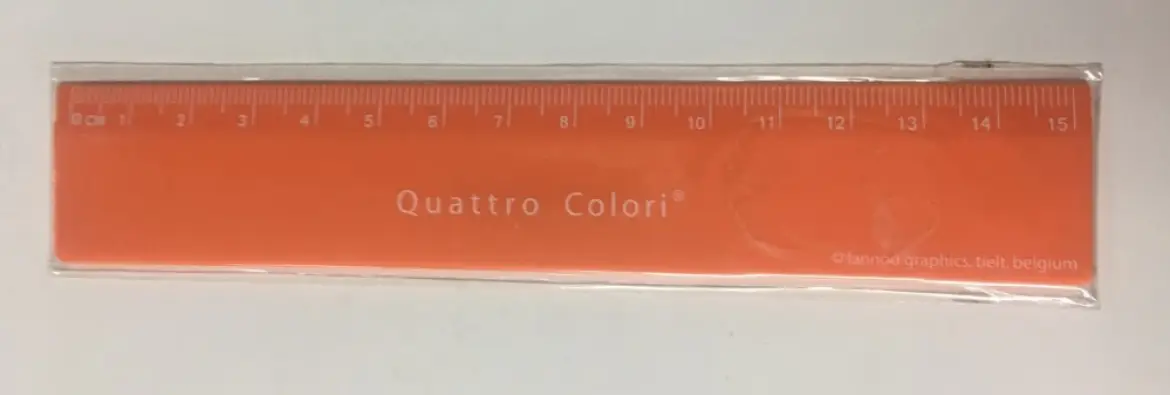 0 cm 1 2 3 4 5 6 7 8 9 10 11 12 13 14 15
Quattro Colori®
© lannoo graphics, tielt, belgium